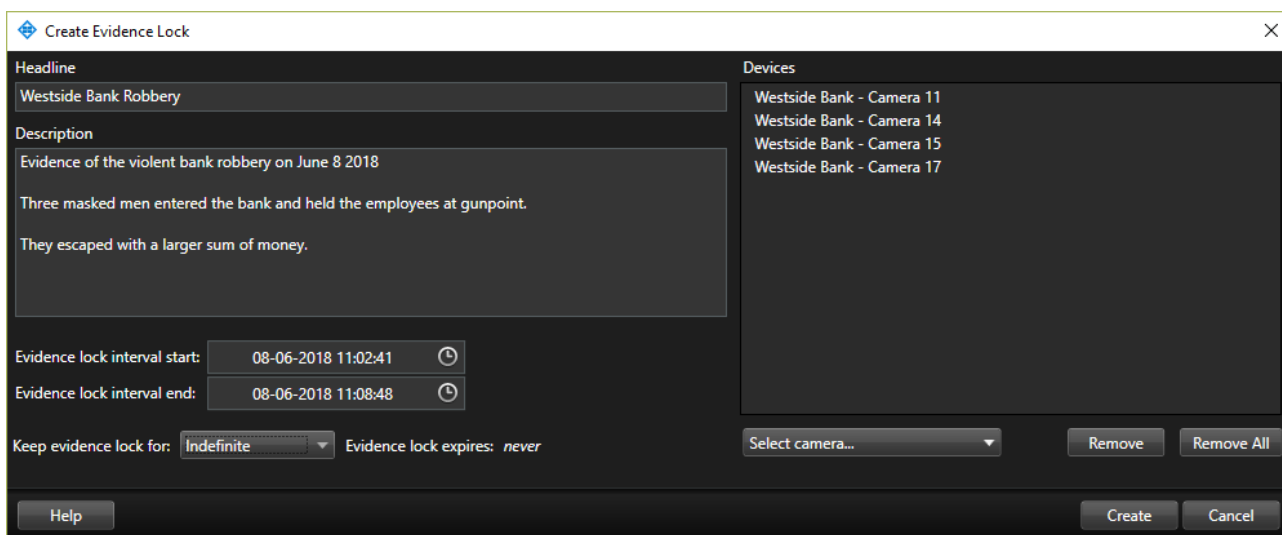 Create Evidence Lock
Headline
Westside Bank Robbery
Description
Evidence of the violent bank robbery on June 8 2018
Three masked men entered the bank and held the employees at gunpoint.
They escaped with a larger sum of money.
Evidence lock interval start: 08-06-2018 11:02:41
Evidence lock interval end: 08-06-2018 11:08:48
Keep evidence lock for: Indefinite Evidence lock expires: never
Devices
Westside Bank - Camera 11
Westside Bank - Camera 14
Westside Bank - Camera 15
Westside Bank - Camera 17
Select camera... Remove Remove All
Help Create Cancel